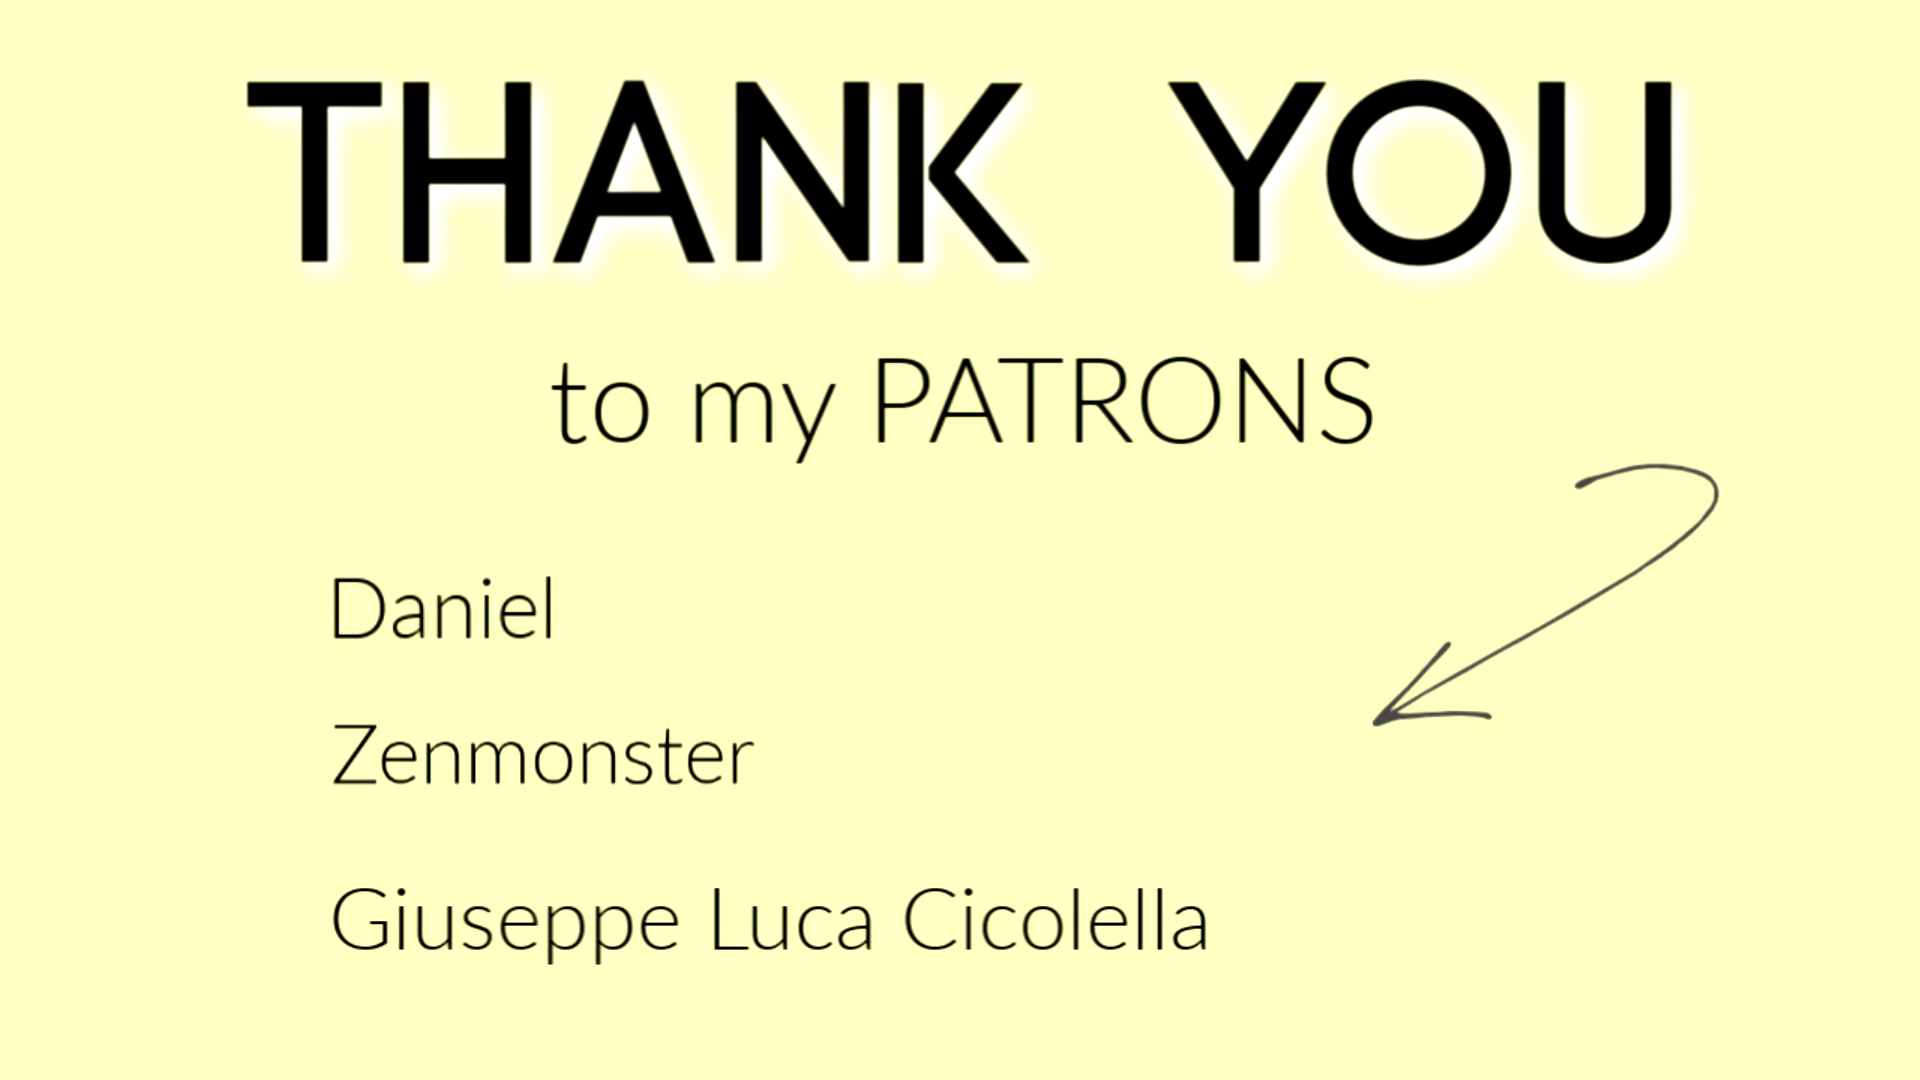 THANK YOU
to my PATRONS
Daniel
Zenmonster
Giuseppe Luca Cicolella